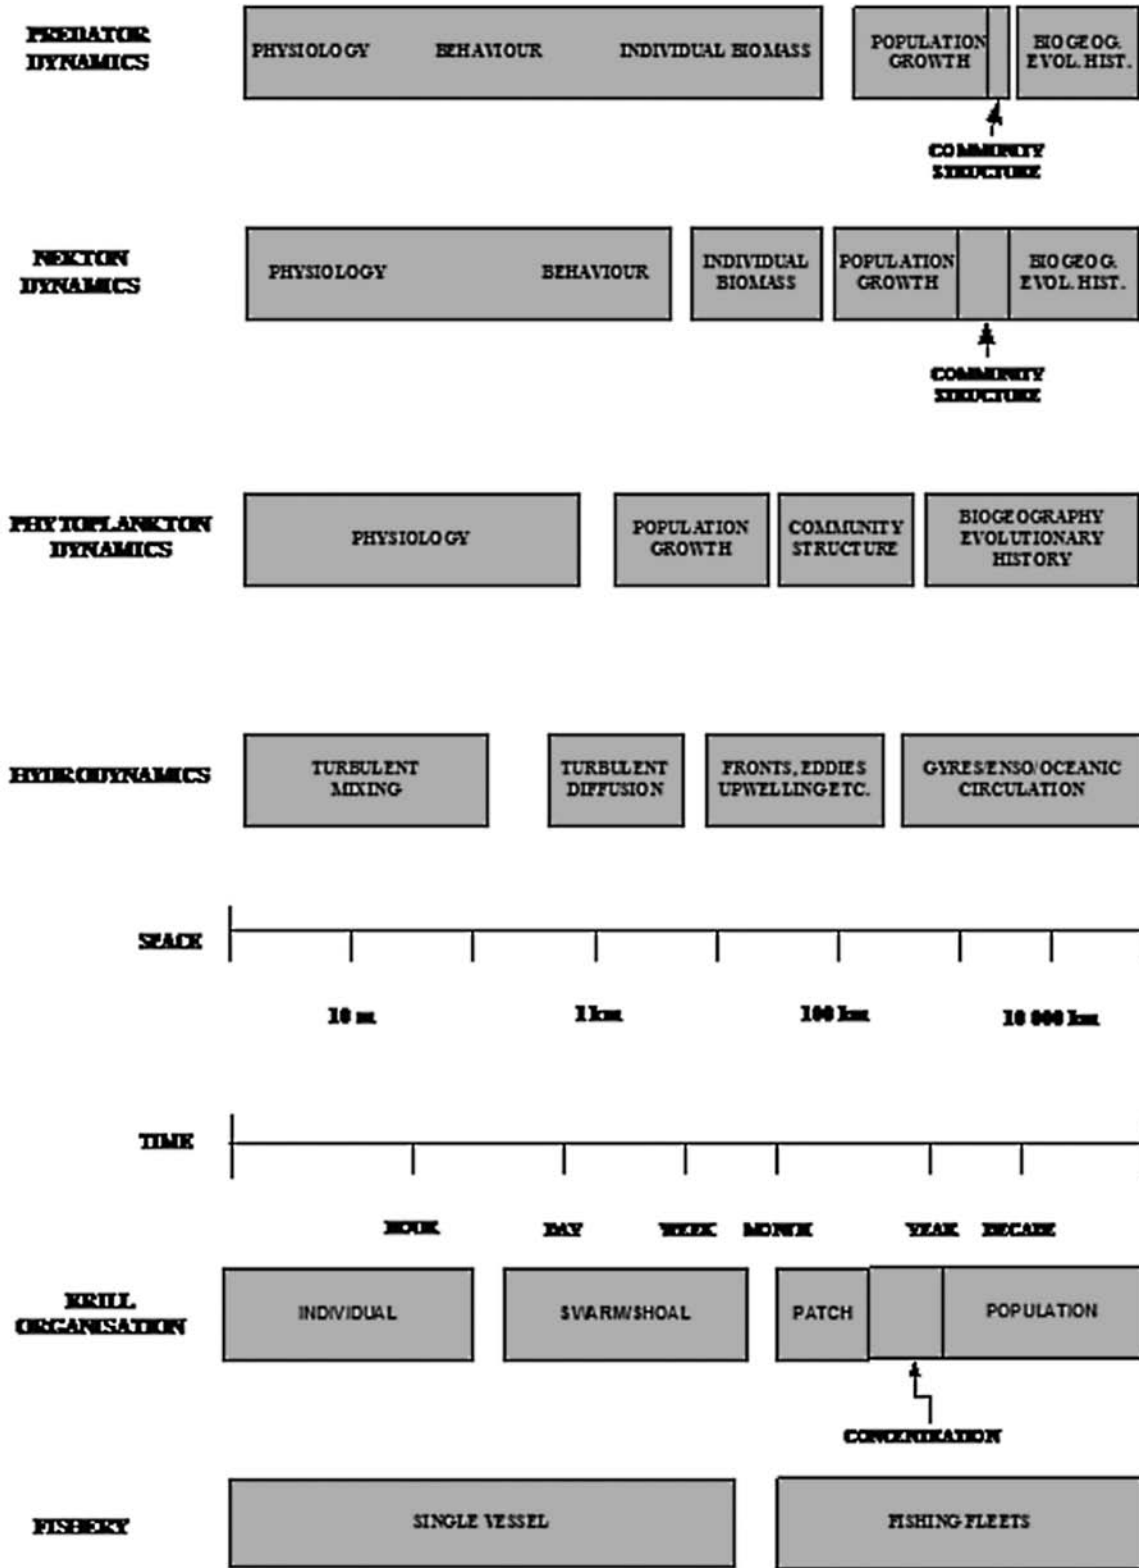 PREDATOR
DYNAMICS
PHYSIOLOGY BEHAVIOUR INDIVIDUAL BIOMASS
POPULATION
GROWTH
BIOGEOG.
EVOL. HIST.
COMMUNITY
STRUCTURE
NEKTON
DYNAMICS
PHYSIOLOGY BEHAVIOUR
INDIVIDUAL
BIOMASS
POPULATION
GROWTH
BIOGEOG.
EVOL. HIST.
COMMUNITY
STRUCTURE
PHYTOPLANKTON
DYNAMICS
PHYSIOLOGY
POPULATION
GROWTH
COMMUNITY
STRUCTURE
BIOGEOGRAPHY
EVOLUTIONARY
HISTORY
HYDRODYNAMICS
TURBULENT
MIXING
TURBULENT
DIFFUSION
FRONTS, EDDIES
UPWELLING ETC.
GYRES/ENSO/OCEANIC
CIRCULATION
SPACE
10 m 1 km 100 km 10 000 km
TIME
HOUR DAY WEEK MONTH YEAR DECADE
KRILL
ORGANISATION
INDIVIDUAL SWARM/SHOAL PATCH POPULATION
CONCENTRATION
FISHERY
SINGLE VESSEL FISHING FLEETS